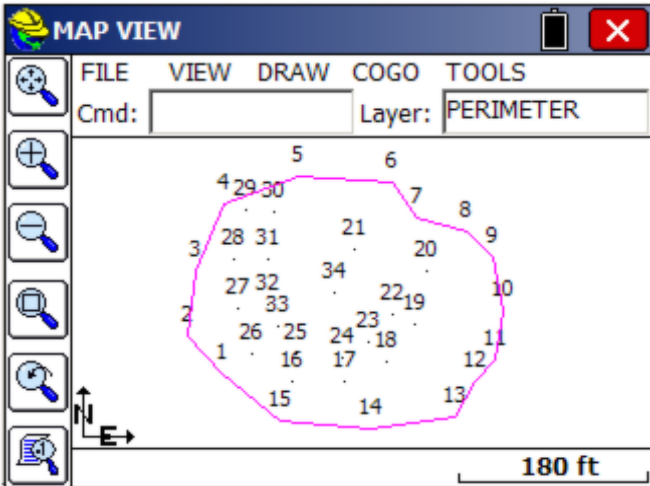 MAP VIEW
FILE VIEW DRAW COGO TOOLS
Cmd: Layer: PERIMETER
5 6
4 29 30 7
8
21 9
28 31 20
3
34
27 32 22 19 10
33
2 23
26 25 24 18 11
1 16 17 12
15 14 13
N
E
180 ft